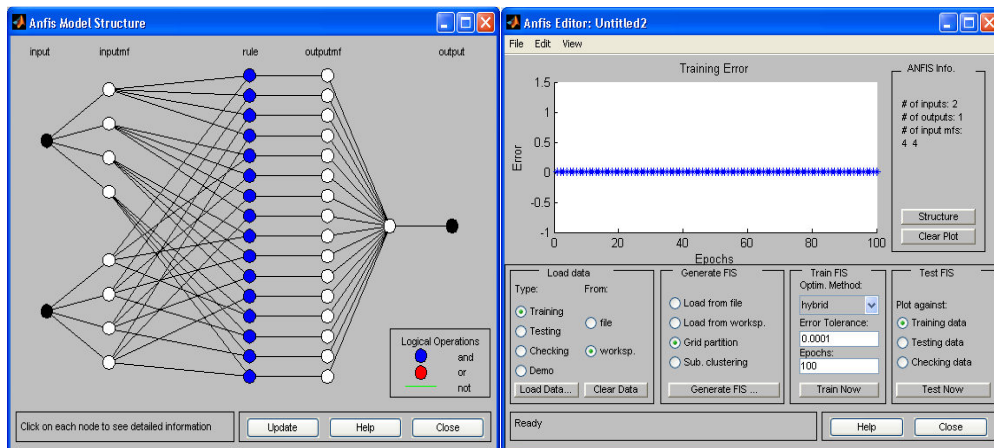 Anfis Model Structure
input inputmf rule outputmf output
Logical Operations
and
or
not
Click on each node to see detailed information
Update Help Close
Anfis Editor: Untitled2
File Edit View
Training Error
1.5
1
0.5
0
-0.5
-1
Error
0 20 40 60 80 100
Epochs
ANFIS Info.
# of inputs: 2
# of outputs: 1
# of input mfs:
4 4
Structure
Clear Plot
Load data
Type: From:
Training
Testing
Checking
Demo
file
worksp.
Load Data... Clear Data
Generate FIS
Load from file
Load from worksp.
Grid partition
Sub. clustering
Generate FIS ...
Train FIS
Optim. Method:
hybrid
Error Tolerance:
0.0001
Epochs:
100
Train Now
Test FIS
Plot against:
Training data
Testing data
Checking data
Test Now
Ready
Help Close